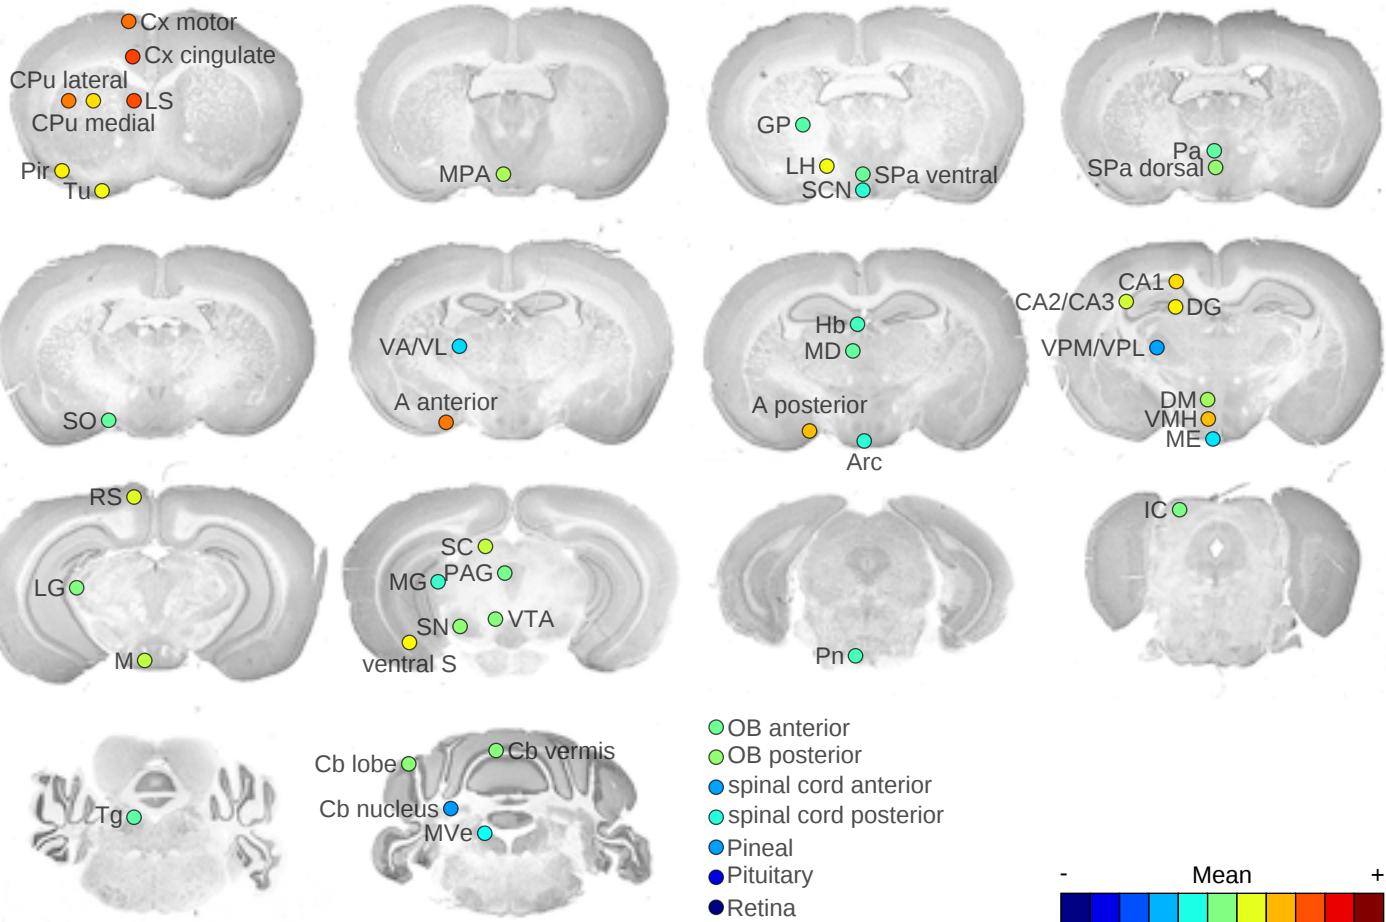 Cx motor
Cx cingulate
CPu lateral
LS
CPu medial
Pir
Tu
MPA
GP
LH
SPa ventral
SCN
Pa
SPa dorsal
SO
VA/VL
A anterior
Hb
MD
A posterior
Arc
CA1
CA2/CA3
DG
VPM/VPL
DM
VMH
ME
RS
LG
M
SC
MG
PAG
SN
VTA
ventral S
Pn
IC
Tg
Cb lobe
Cb vermis
Cb nucleus
MVe
OB anterior
OB posterior
spinal cord anterior
spinal cord posterior
Pineal
Pituitary
Retina
- Mean +